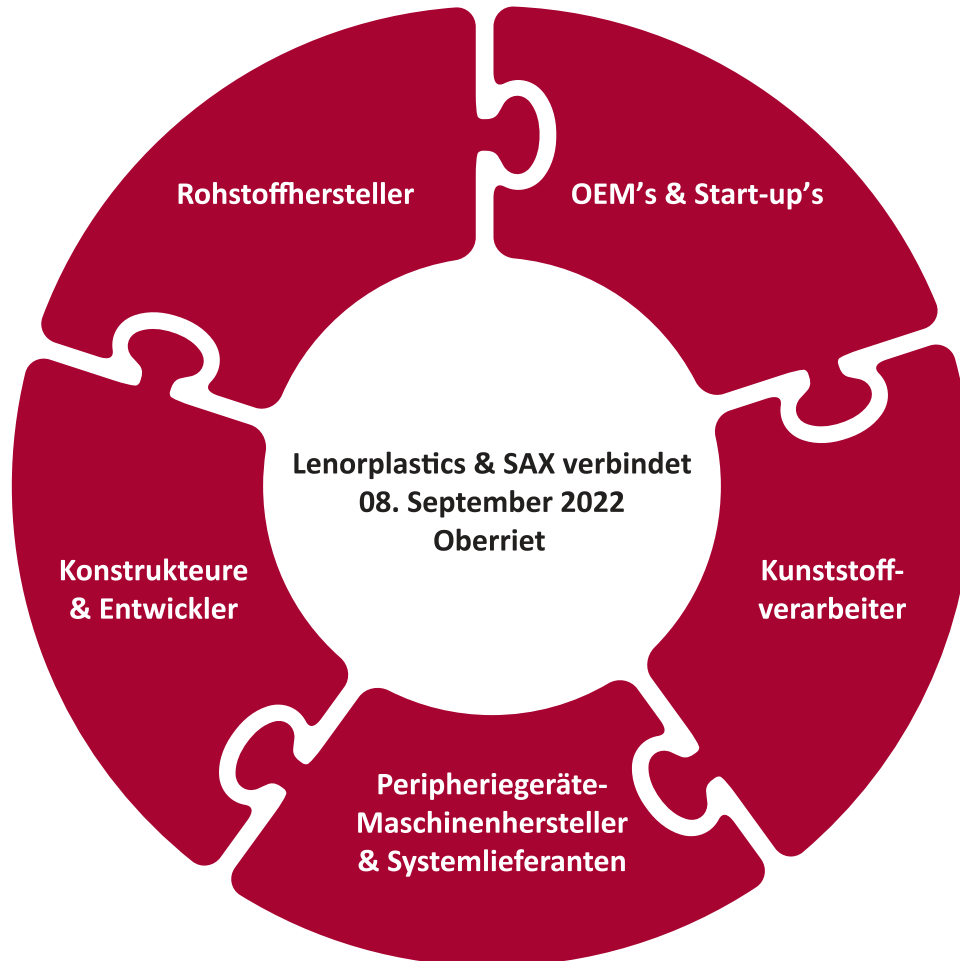 Rohstoffhersteller
OEM’s & Start-up’s
Lenorplastics & SAX verbindet
08. September 2022
Oberriet
Konstrukteure
& Entwickler
Kunststoff-
verarbeiter
Peripheriegeräte-
Maschinenhersteller
& Systemlieferanten